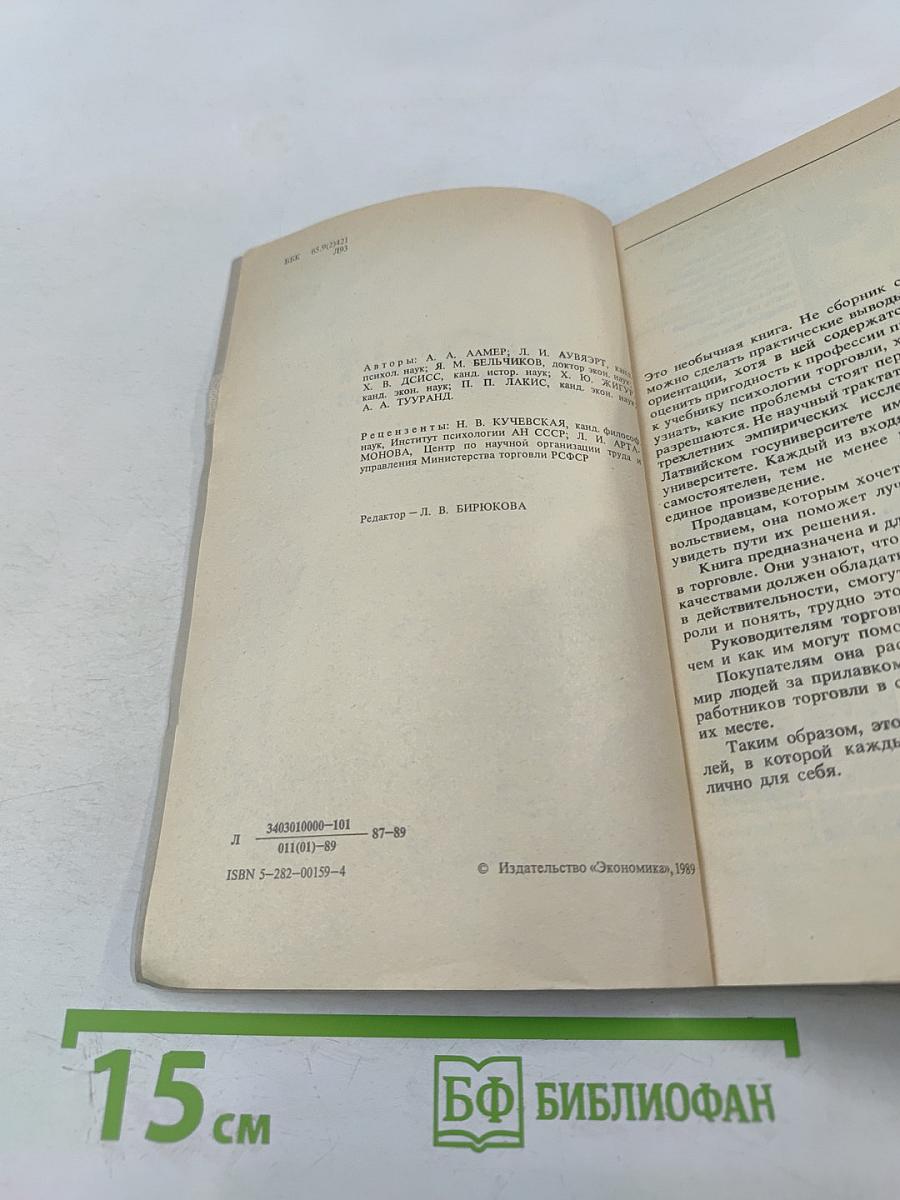 ББК 65.9(2)421
Л93
Авторы: А. А. ААМЕР; Л. И. АУВЯЭРТ, канд.
психол. наук; Я. М. БЕЛЬЧИКОВ, доктор экон. наук;
Х. В. ДСИСС, канд. истор. наук; Х. Ю. ЖИГУР
канд. экон. наук; П. П. ЛАКИС, канд. экон. наук
А. А. ТУУРАНД.
Рецензенты: Н. В. КУЧЕВСКАЯ, канд. философ
наук, Институт психологии АН СССР; Л. И. АРТА-
МОНОВА, Центр по научной организации труда и
управления Министерства торговли РСФСР
Редактор — Л. В. БИРЮКОВА
Л 3403010000—101
011(01)—89 87—89
ISBN 5—282—00159—4
© Издательство «Экономика», 1989
Это необычная книга. Не сборник
можно сделать практические выводы
ориентации, хотя в ней содержатс
оценить пригодность к профессии
к учебнику психологии торговли,
узнать, какие проблемы стоят пер
разрешаются. Не научный трактат
трехлетних эмпирических иссле
Латвийском госуниверситете им
университете. Каждый из входя
самостоятелен, тем не менее
единое произведение.
Продавцам, которым хочет
вольствием, она поможет луч
увидеть пути их решения.
Книга предназначена и дл
в торговле. Они узнают, что
качествами должен обладат
в действительности, смогут
роли и понять, трудно это
Руководителям торгов
чем и как им могут помо
Покупателям она рас
мир людей за прилавком
работников торговли в с
их месте.
Таким образом, это
лей, в которой кажды
лично для себя.
15 см
БФ БИБЛИОФАН